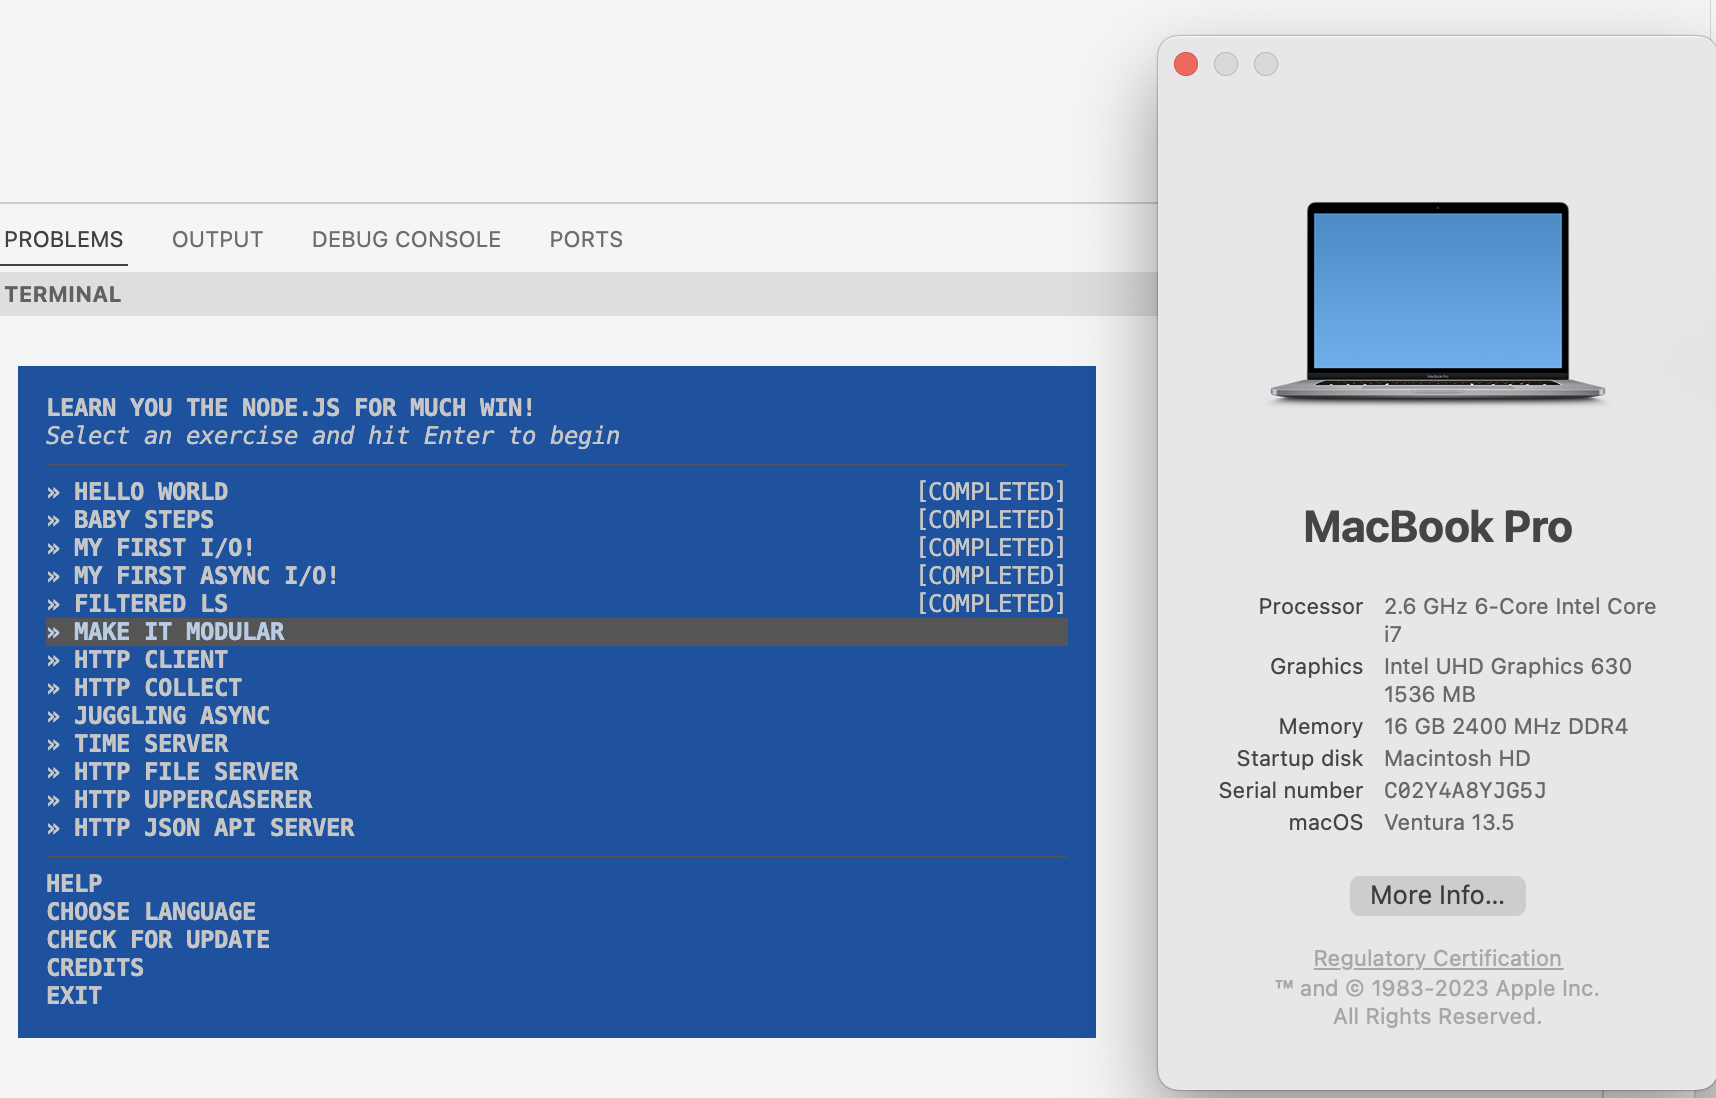 PROBLEMS OUTPUT DEBUG CONSOLE PORTS
TERMINAL
LEARN YOU THE NODE.JS FOR MUCH WIN!
Select an exercise and hit Enter to begin
» HELLO WORLD [COMPLETED]
» BABY STEPS [COMPLETED]
» MY FIRST I/O! [COMPLETED]
» MY FIRST ASYNC I/O! [COMPLETED]
» FILTERED LS [COMPLETED]
» MAKE IT MODULAR
» HTTP CLIENT
» HTTP COLLECT
» JUGGLING ASYNC
» TIME SERVER
» HTTP FILE SERVER
» HTTP UPPERCASERER
» HTTP JSON API SERVER
HELP
CHOOSE LANGUAGE
CHECK FOR UPDATE
CREDITS
EXIT
MacBook Pro
MacBook Pro
Processor 2.6 GHz 6-Core Intel Core
i7
Graphics Intel UHD Graphics 630
1536 MB
Memory 16 GB 2400 MHz DDR4
Startup disk Macintosh HD
Serial number C02Y4A8YJG5J
macOS Ventura 13.5
More Info...
Regulatory Certification
™ and © 1983-2023 Apple Inc.
All Rights Reserved.